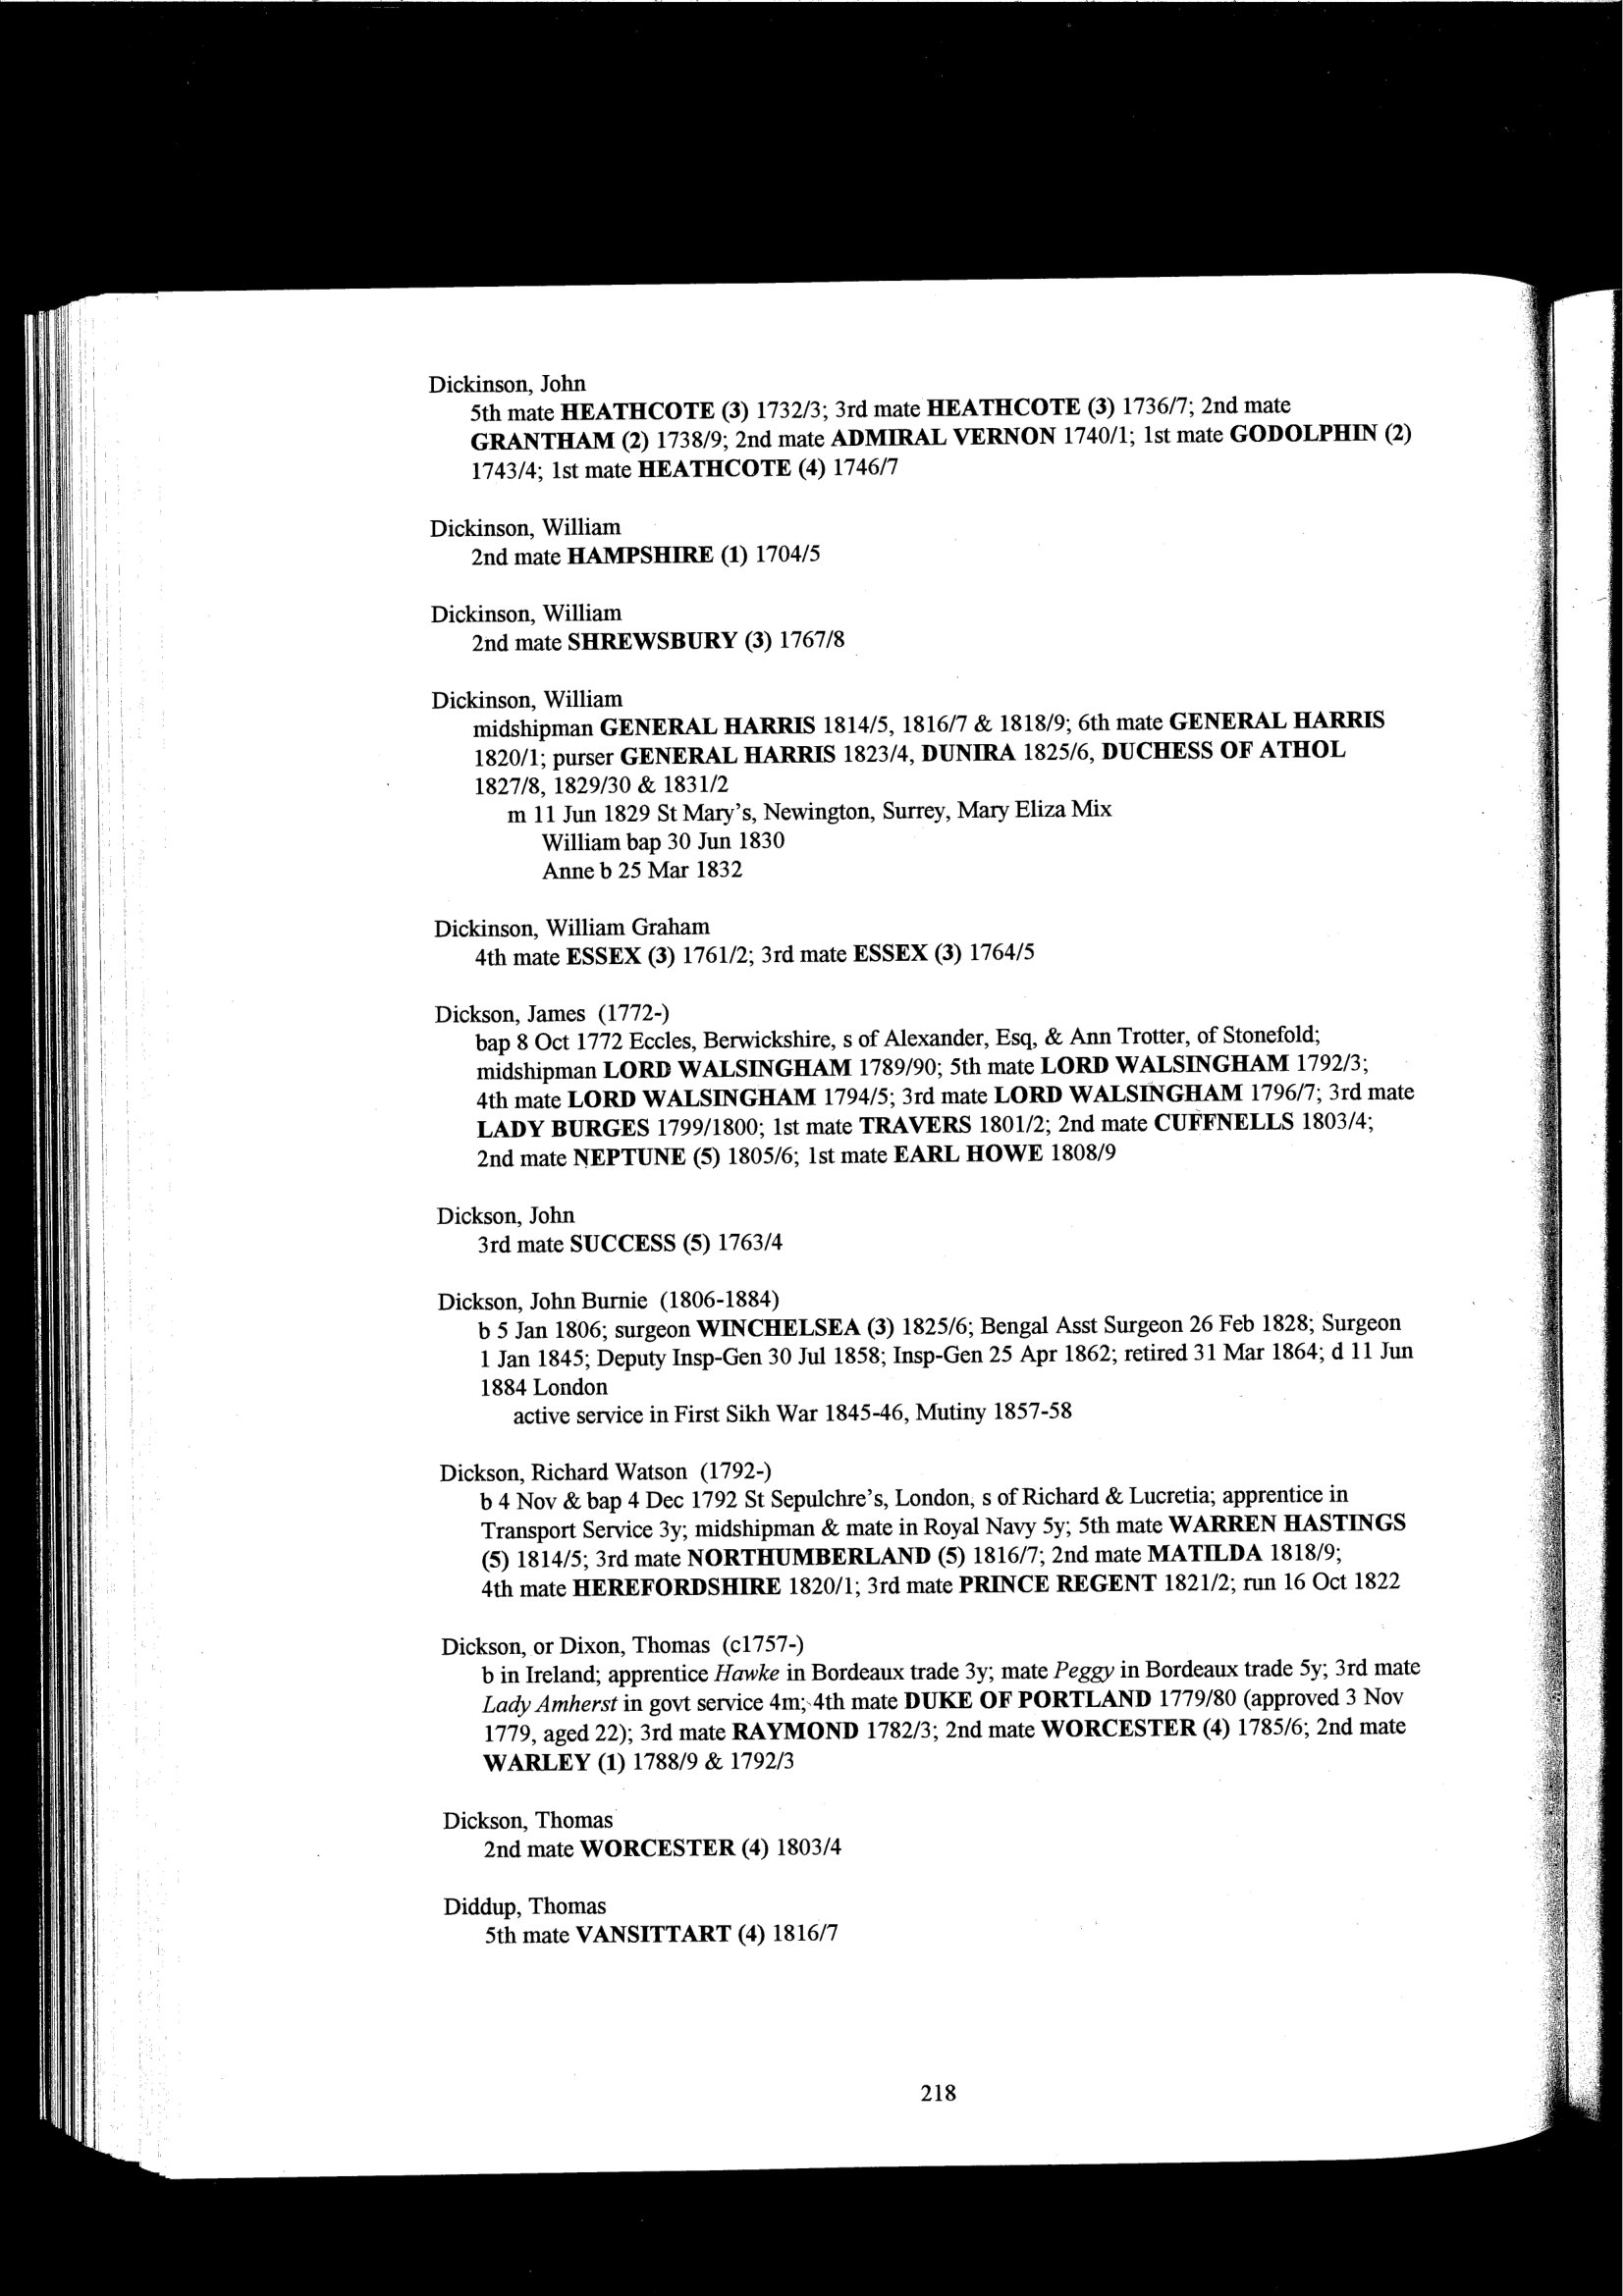 Dickinson, John
5th mate HEATHCOTE (3) 1732/3; 3rd mate HEATHCOTE (3) 1736/7; 2nd mate
GRANTHAM (2) 1738/9; 2nd mate ADMIRAL VERNON 1740/1; 1st mate GODOLPHIN (2)
1743/4; 1st mate HEATHCOTE (4) 1746/7
Dickinson, William
2nd mate HAMPSHIRE (1) 1704/5
Dickinson, William
2nd mate SHREWSBURY (3) 1767/8
Dickinson, William
midshipman GENERAL HARRIS 1814/5, 1816/7 & 1818/9; 6th mate GENERAL HARRIS
1820/1; purser GENERAL HARRIS 1823/4, DUNIRA 1825/6, DUCHESS OF ATHOL
1827/8, 1829/30 & 1831/2
m 11 Jun 1829 St Mary's, Newington, Surrey, Mary Eliza Mix
William bap 30 Jun 1830
Anne b 25 Mar 1832
Dickinson, William Graham
4th mate ESSEX (3) 1761/2; 3rd mate ESSEX (3) 1764/5
Dickson, James (1772-)
bap 8 Oct 1772 Eccles, Berwickshire, s of Alexander, Esq, & Ann Trotter, of Stonefold;
midshipman LORD WALSINGHAM 1789/90; 5th mate LORD WALSINGHAM 1792/3;
4th mate LORD WALSINGHAM 1794/5; 3rd mate LORD WALSINGHAM 1796/7; 3rd mate
LADY BURGES 1799/1800; 1st mate TRAVERS 1801/2; 2nd mate CUFFNELLS 1803/4;
2nd mate NEPTUNE (5) 1805/6; 1st mate EARL HOWE 1808/9
Dickson, John
3rd mate SUCCESS (5) 1763/4
Dickson, John Burnie (1806-1884)
b 5 Jan 1806; surgeon WINCHELSEA (3) 1825/6; Bengal Asst Surgeon 26 Feb 1828; Surgeon
1 Jan 1845; Deputy Insp-Gen 30 Jul 1858; Insp-Gen 25 Apr 1862; retired 31 Mar 1864; d 11 Jun
1884 London
active service in First Sikh War 1845-46, Mutiny 1857-58
Dickson, Richard Watson (1792-)
b 4 Nov & bap 4 Dec 1792 St Sepulchre's, London, s of Richard & Lucretia; apprentice in
Transport Service 3y; midshipman & mate in Royal Navy 5y; 5th mate WARREN HASTINGS
(5) 1814/5; 3rd mate NORTHUMBERLAND (5) 1816/7; 2nd mate MATILDA 1818/9;
4th mate HEREFORDSHIRE 1820/1; 3rd mate PRINCE REGENT 1821/2; run 16 Oct 1822
Dickson, or Dixon, Thomas (c1757-)
b in Ireland; apprentice Hawke in Bordeaux trade 3y; mate Peggy in Bordeaux trade 5y; 3rd mate
Lady Amherst in govt service 4m; 4th mate DUKE OF PORTLAND 1779/80 (approved 3 Nov
1779, aged 22); 3rd mate RAYMOND 1782/3; 2nd mate WORCESTER (4) 1785/6; 2nd mate
WARLEY (1) 1788/9 & 1792/3
Dickson, Thomas
2nd mate WORCESTER (4) 1803/4
Diddup, Thomas
5th mate VANSITTART (4) 1816/7
218